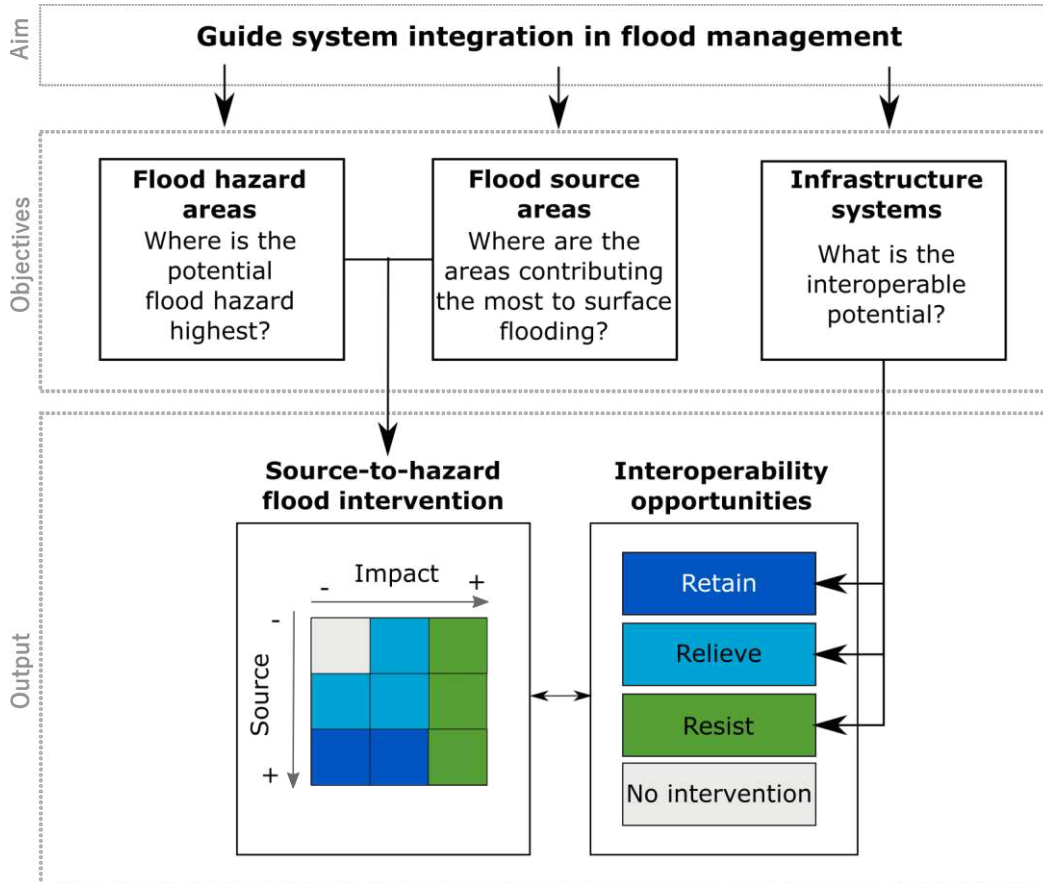 Aim
Guide system integration in flood management
Objectives
Flood hazard
areas
Where is the
potential
flood hazard
highest?
Flood source
areas
Where are the
areas contributing
the most to surface
flooding?
Infrastructure
systems
What is the
interoperable
potential?
Output
Source-to-hazard
flood intervention
- Impact +
-
Source
+
Interoperability
opportunities
Retain
Relieve
Resist
No intervention